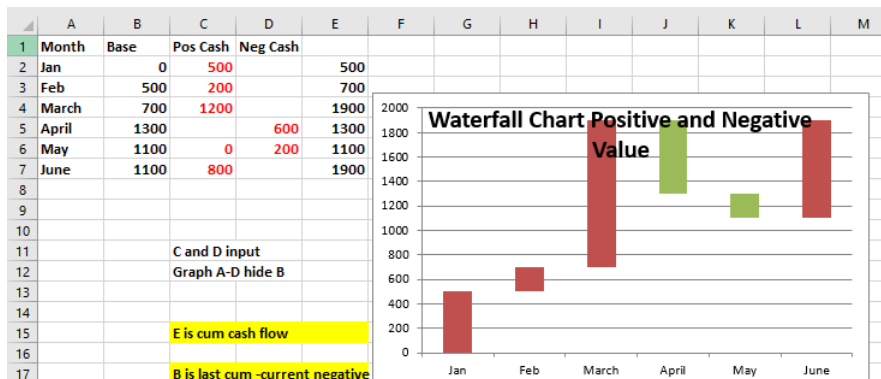 A B C D E F G H I J K L M
1 Month Base Pos Cash Neg Cash
2 Jan 0 500 500
3 Feb 500 200 700
4 March 700 1200 1900
5 April 1300 600 1300
6 May 1100 0 200 1100
7 June 1100 800 1900
8
9
10
11 C and D input
12 Graph A-D hide B
13
14
15 E is cum cash flow
16
17 B is last cum -current negative
Waterfall Chart Positive and Negative
Value
2000
1800
1600
1400
1200
1000
800
600
400
200
0
Jan Feb March April May June